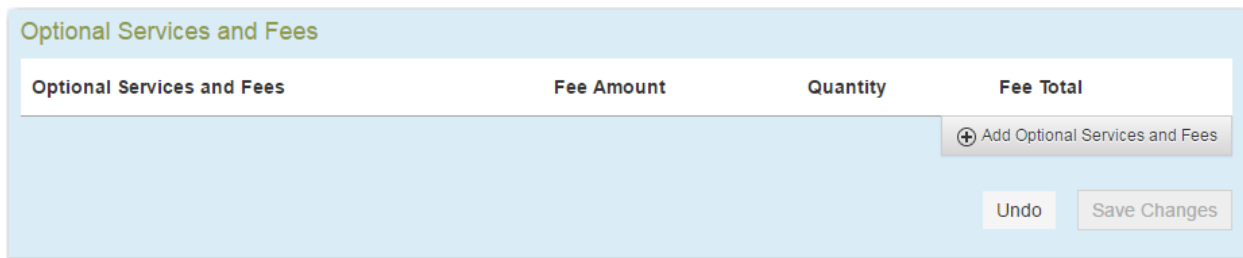 Optional Services and Fees
Optional Services and Fees Fee Amount Quantity Fee Total
Add Optional Services and Fees
Undo Save Changes